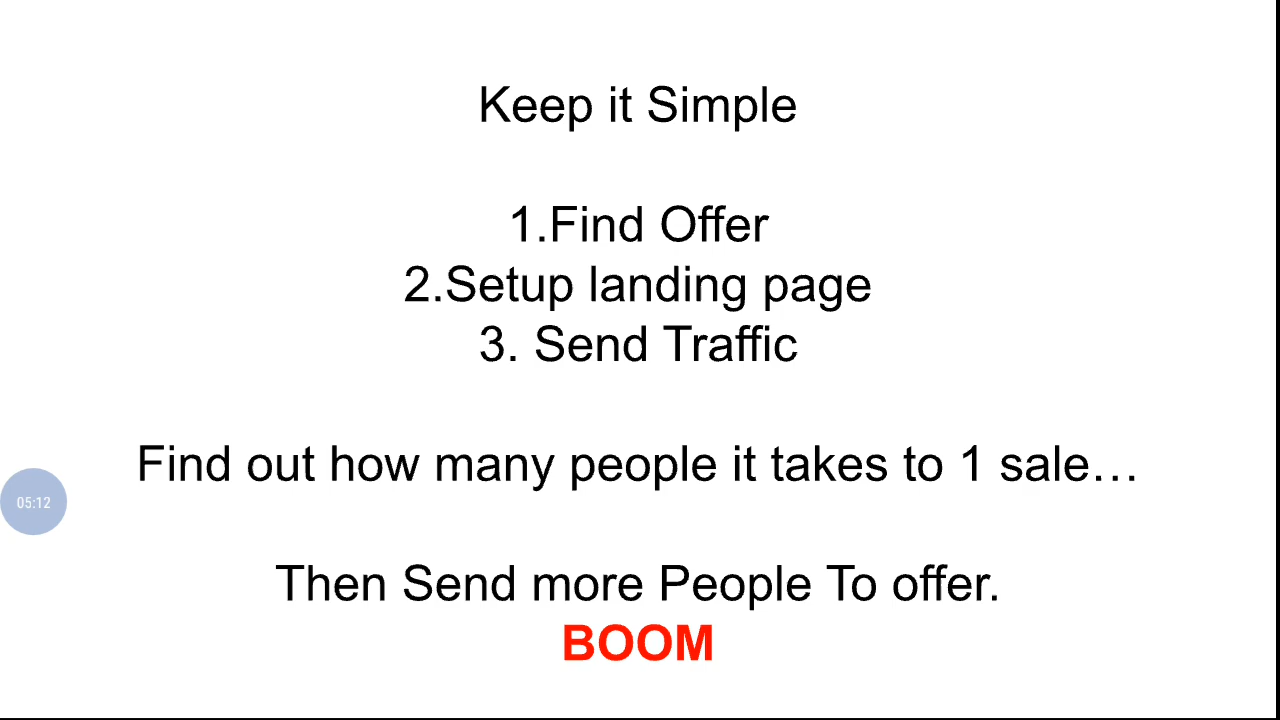 Keep it Simple
1.Find Offer
2.Setup landing page
3. Send Traffic
Find out how many people it takes to 1 sale…
05:12
Then Send more People To offer.
BOOM